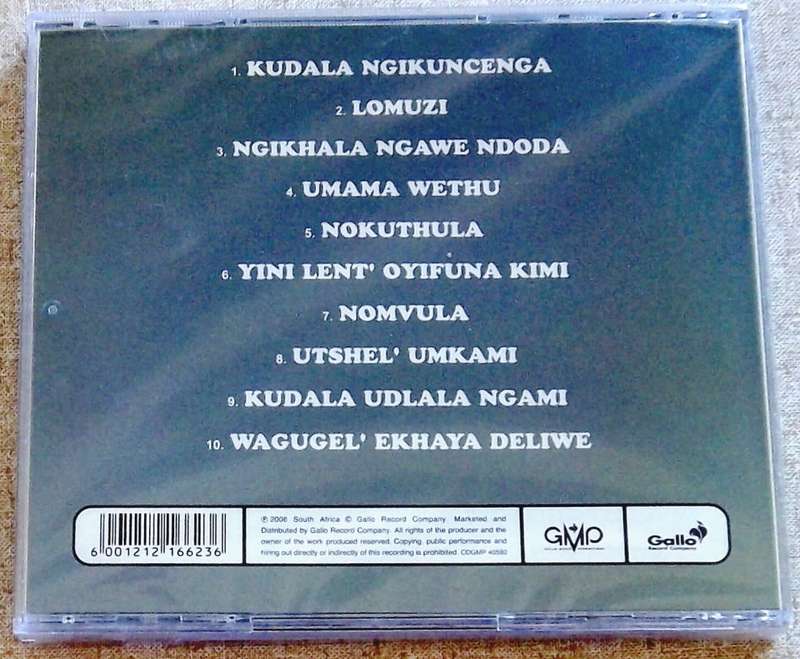 1. KUDALA NGIKUNCENGA
2. LOMUZI
3. NGIKHALA NGAWE NDODA
4. UMAMA WETHU
5. NOKUTHULA
6. YINI LENT' OYIFUNA KIMI
7. NOMVULA
8. UTSHEL' UMKAMI
9. KUDALA UDLALA NGAMI
10. WAGUGEL' EKHAYA DELIWE
6 001212 166236
℗ 2006 South Africa © Gallo Record Company. Marketed and
Distributed by Gallo Record Company. All rights of the producer and the
owner of the work produced reserved. Copying, public performance and
hiring out directly or indirectly of this recording is prohibited. CDGMP
GMP
Gallo
Record Company